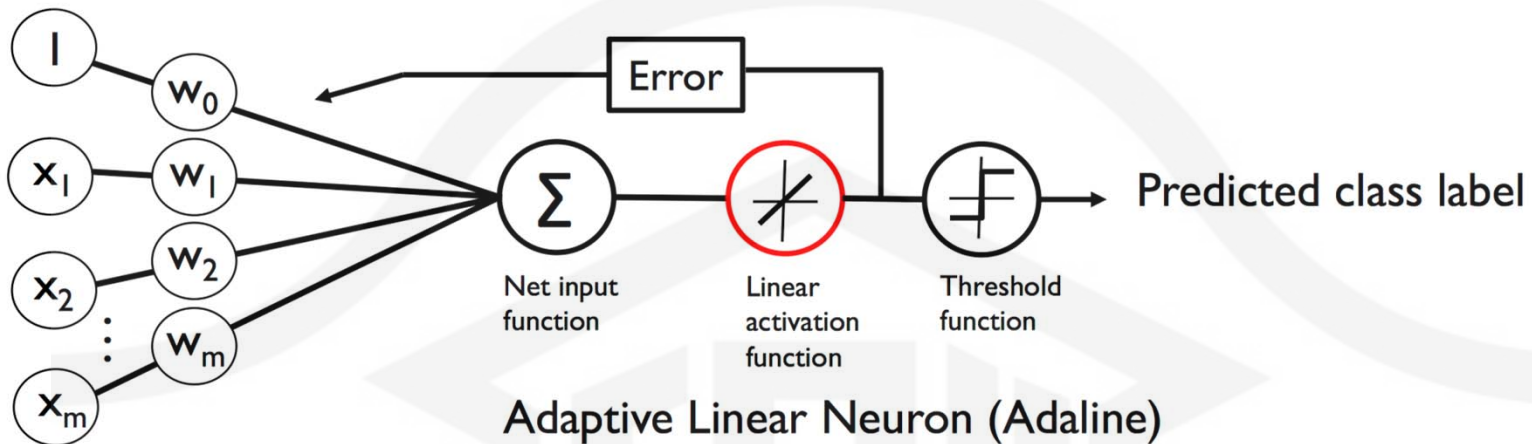 1
w0
Error
x1
w1
Σ
Predicted class label
x2
w2
⋮
wm
xm
Net input
function
Linear
activation
function
Threshold
function
Adaptive Linear Neuron (Adaline)